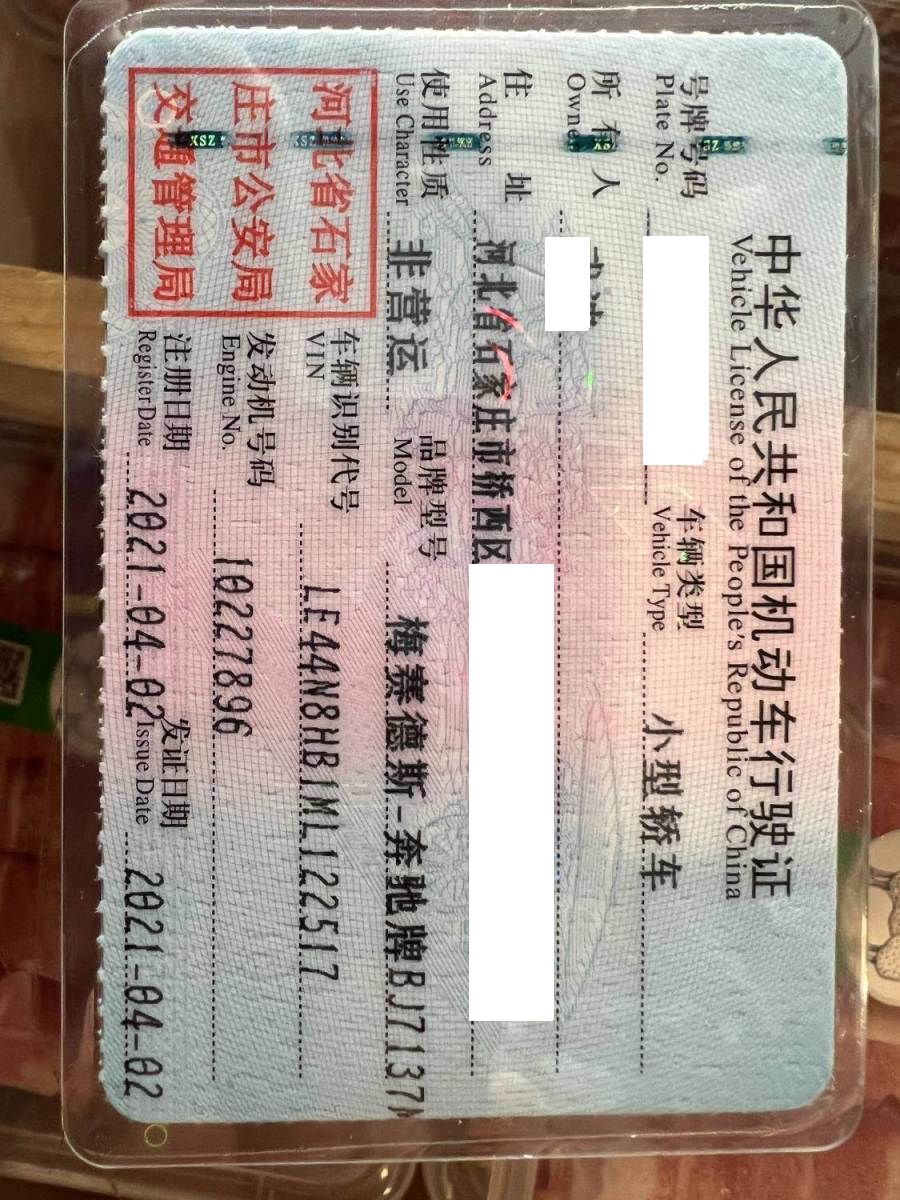 中华人民共和国机动车行驶证
Vehicle License of the People's Republic of China
号牌号码 车辆类型 小型轿车
Plate No. Vehicle Type
所有人
Owner
住址 河北省石家庄市桥西区
Address
使用性质 非营运 品牌型号 梅赛德斯-奔驰牌BJ7137
Use Character Model
河北省石家
庄市公安局
交通管理局
车辆识别代号 LE44N8HB1ML122517
VIN
发动机号码 10227896
Engine No.
注册日期 2021-04-02 发证日期 2021-04-02
Register Date Issue Date